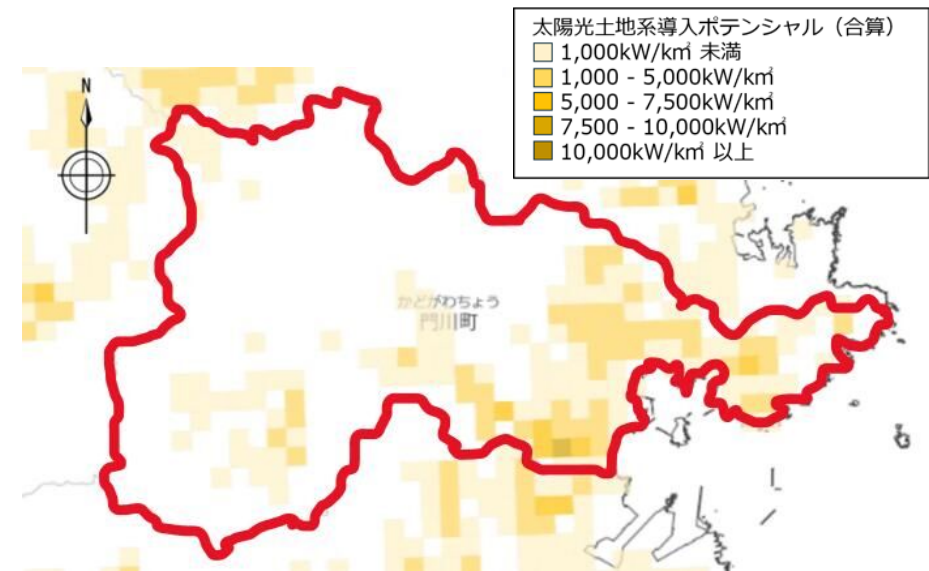 太陽光土地系導入ポテンシャル（合算）
1,000kW/k㎡ 未満
1,000 - 5,000kW/k㎡
5,000 - 7,500kW/k㎡
7,500 - 10,000kW/k㎡
10,000kW/k㎡ 以上
N
かどがわちょう
門川町